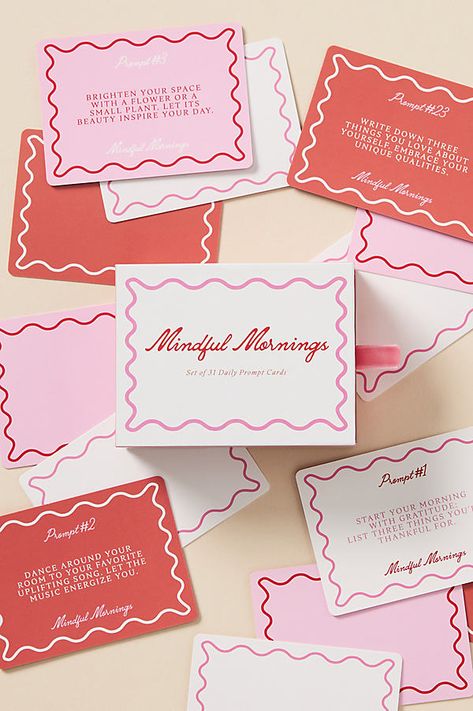 Prompt #3
BRIGHTEN YOUR SPACE
WITH A FLOWER OR A
SMALL PLANT. LET ITS
BEAUTY INSPIRE YOUR DAY.
Mindful Mornings
Prompt #23
WRITE DOWN THREE
THINGS YOU LOVE ABOUT
YOURSELF. EMBRACE YOUR
UNIQUE QUALITIES.
Mindful Mornings
Mindful Mornings
Set of 31 Daily Prompt Cards
Prompt #1
START YOUR MORNING
WITH GRATITUDE:
LIST THREE THINGS YOU'RE
THANKFUL FOR.
Mindful Mornings
Prompt #2
DANCE AROUND YOUR
ROOM TO YOUR FAVORITE
UPLIFTING SONG. LET THE
MUSIC ENERGIZE YOU.
Mindful Mornings